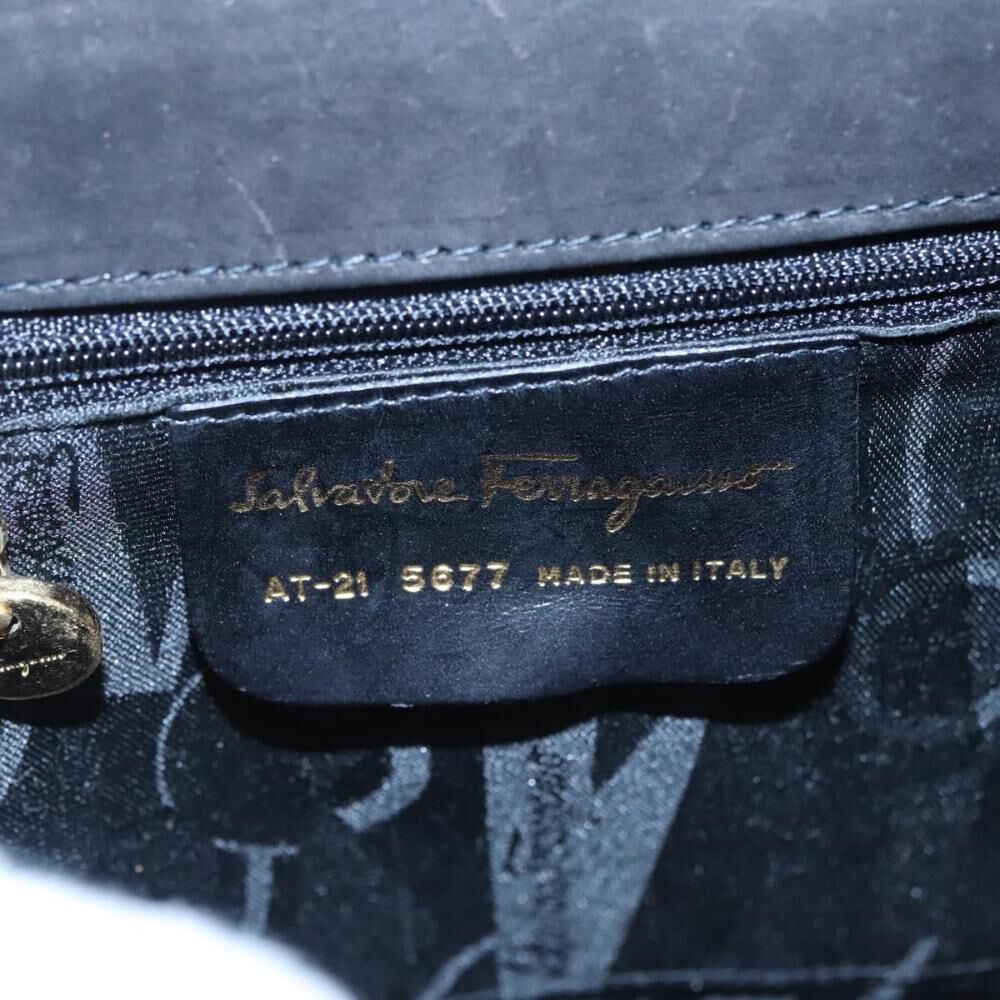 Salvatore Ferragamo
AT-21 5677 MADE IN ITALY